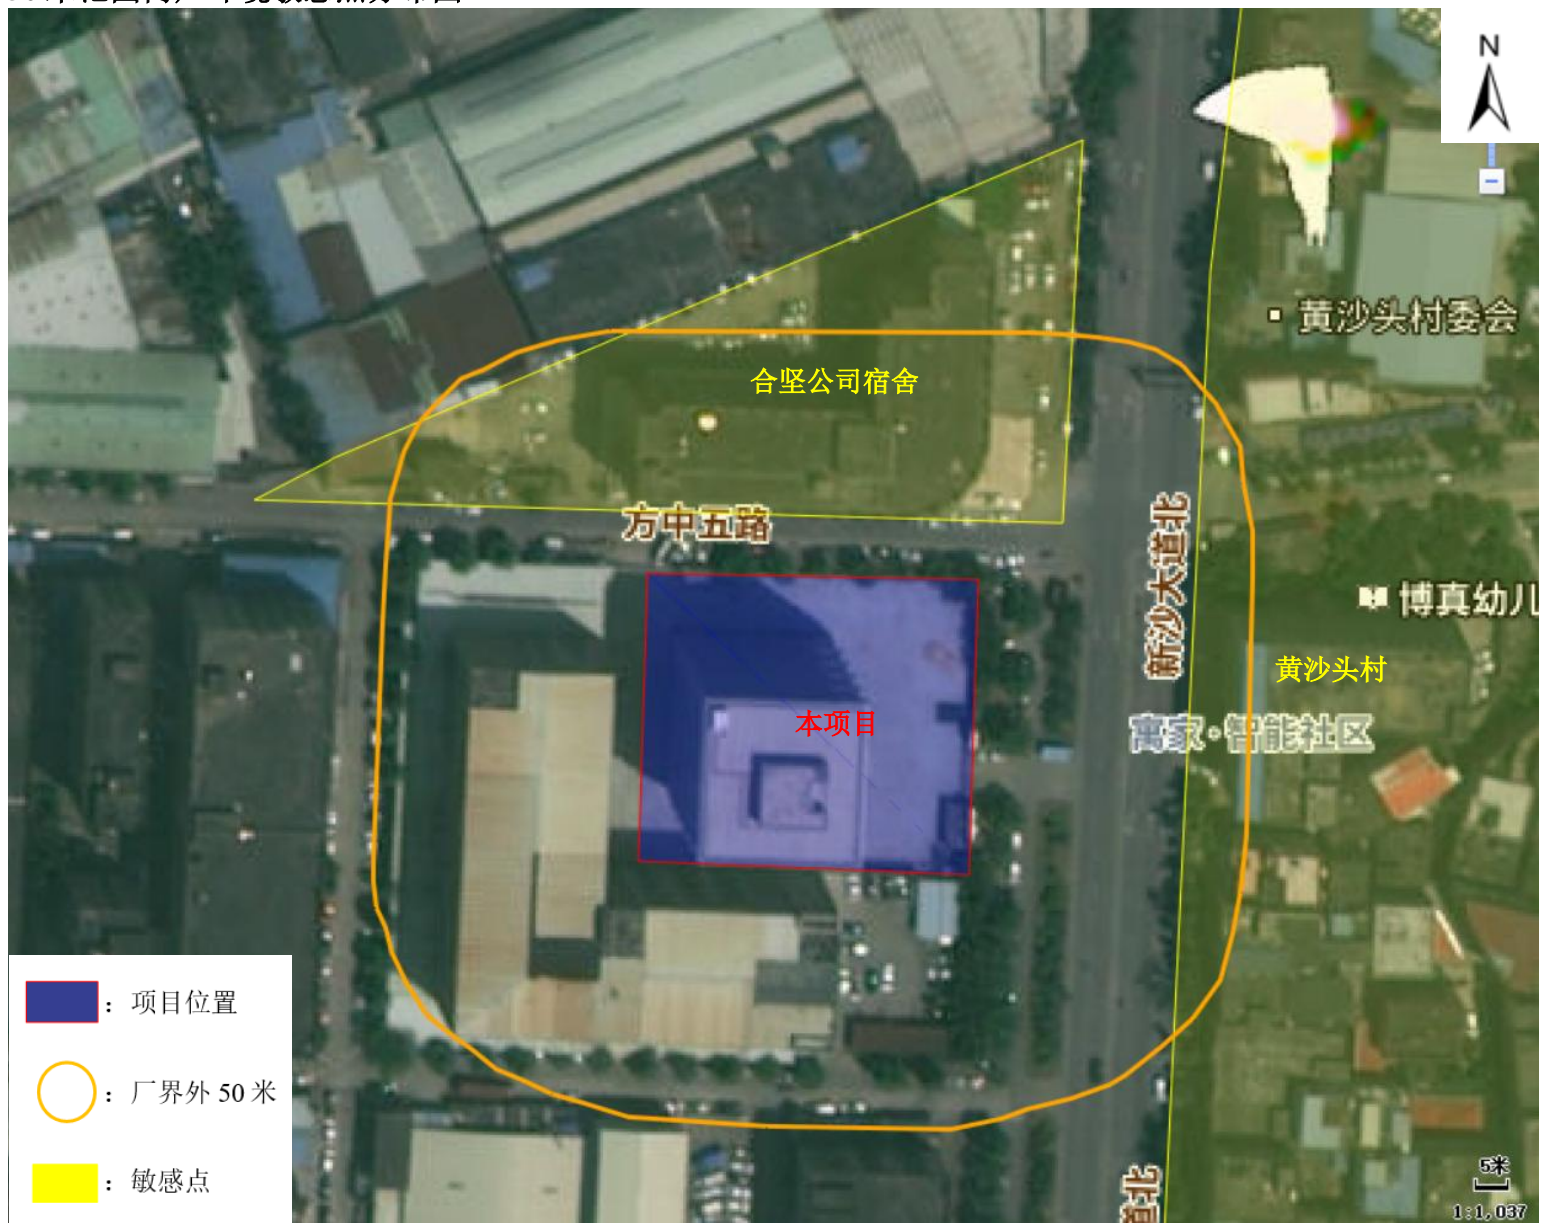 N
黄沙头村委会
合坚公司宿舍
方中五路
新沙大道北
博真幼儿
黄沙头村
本项目
寓家·智能社区
：项目位置
：厂界外 50 米
：敏感点
道北
5米
1:1,037